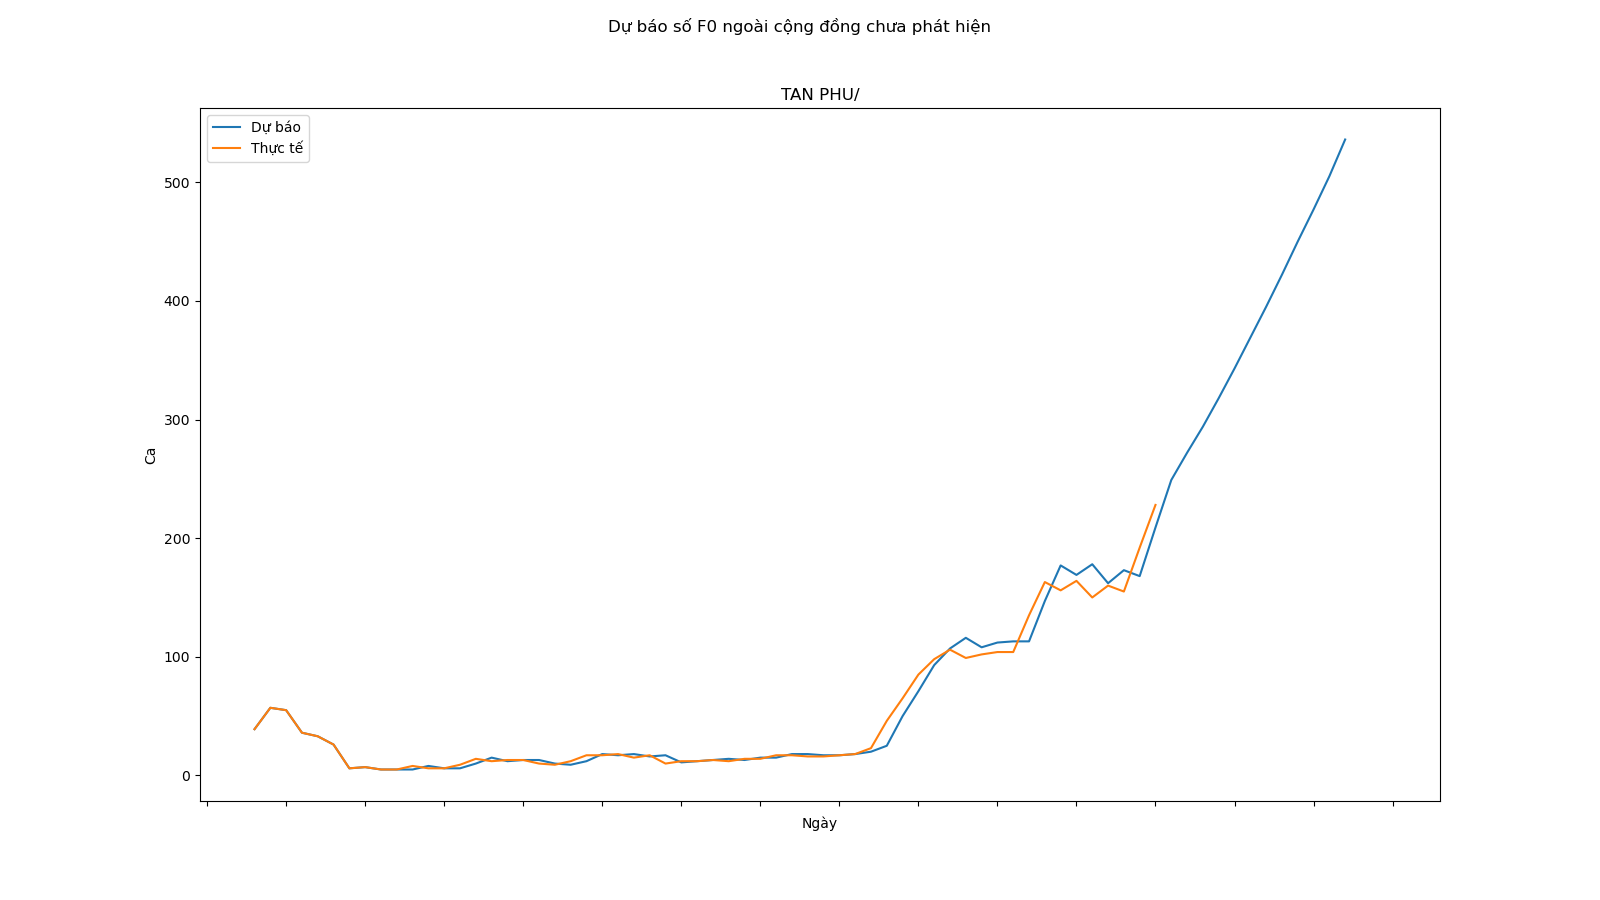 Dự báo số F0 ngoài cộng đồng chưa phát hiện
TAN PHU/
Dự báo
Thực tế
500
400
300
200
100
0
Ca
Ngày